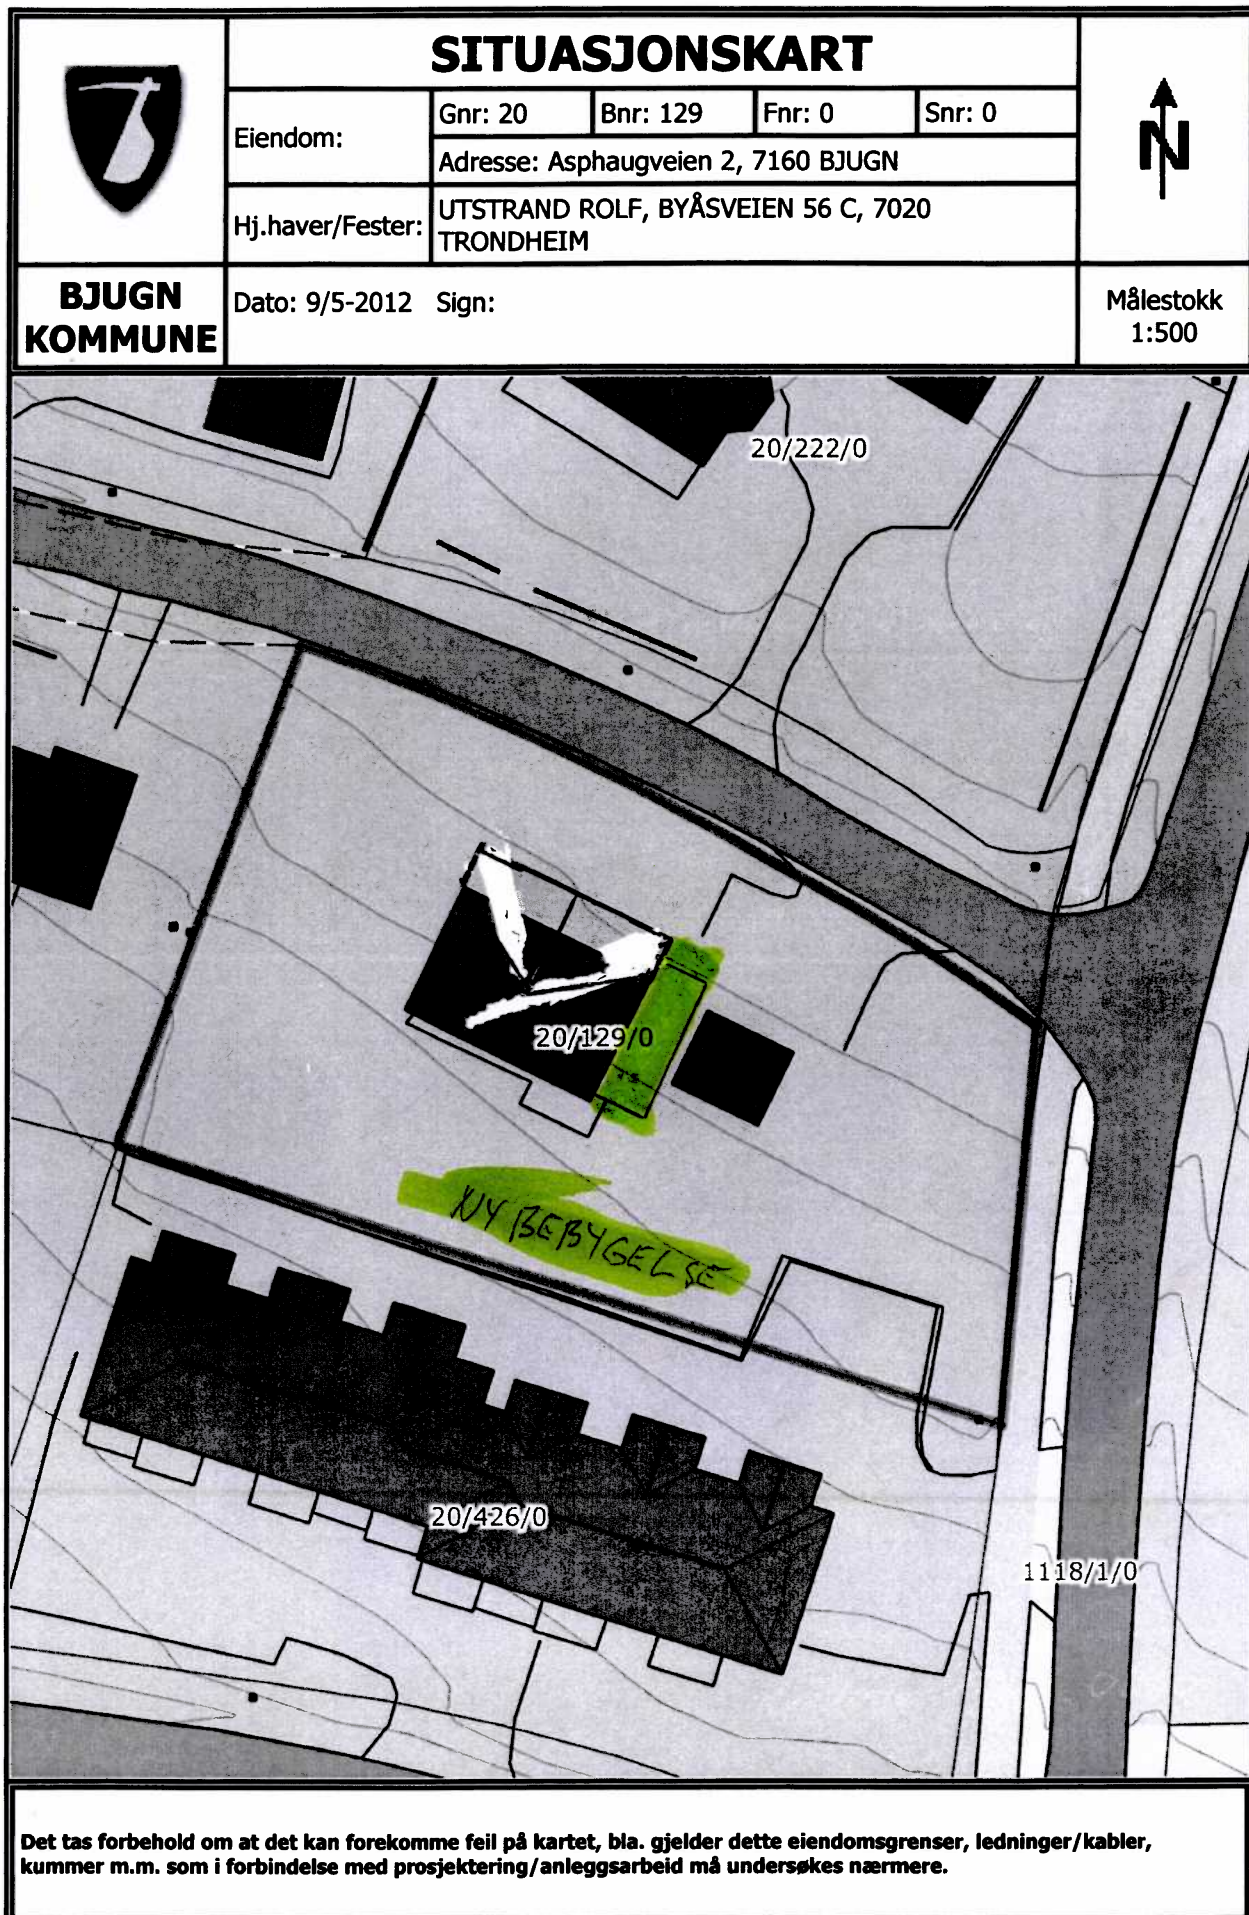 SITUASJONSKART
Eiendom:
Gnr: 20
Bnr: 129
Fnr: 0
Snr: 0
Adresse: Asphaugveien 2, 7160 BJUGN
Hj.haver/Fester:
UTSTRAND ROLF, BYÅSVEIEN 56 C, 7020
TRONDHEIM
N
BJUGN
KOMMUNE
Dato: 9/5-2012 Sign:
Målestokk
1:500
20/222/0
20/129/0
NY BEBYGELSE
20/426/0
1118/1/0
Det tas forbehold om at det kan forekomme feil på kartet, bla. gjelder dette eiendomsgrenser, ledninger/kabler,
kummer m.m. som i forbindelse med prosjektering/anleggsarbeid må undersøkes nærmere.